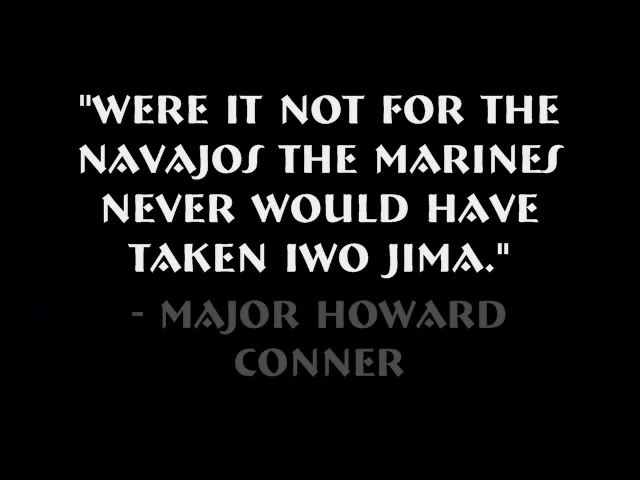 "WERE IT NOT FOR THE
NAVAJOS THE MARINES
NEVER WOULD HAVE
TAKEN IWO JIMA."
- MAJOR HOWARD
CONNER